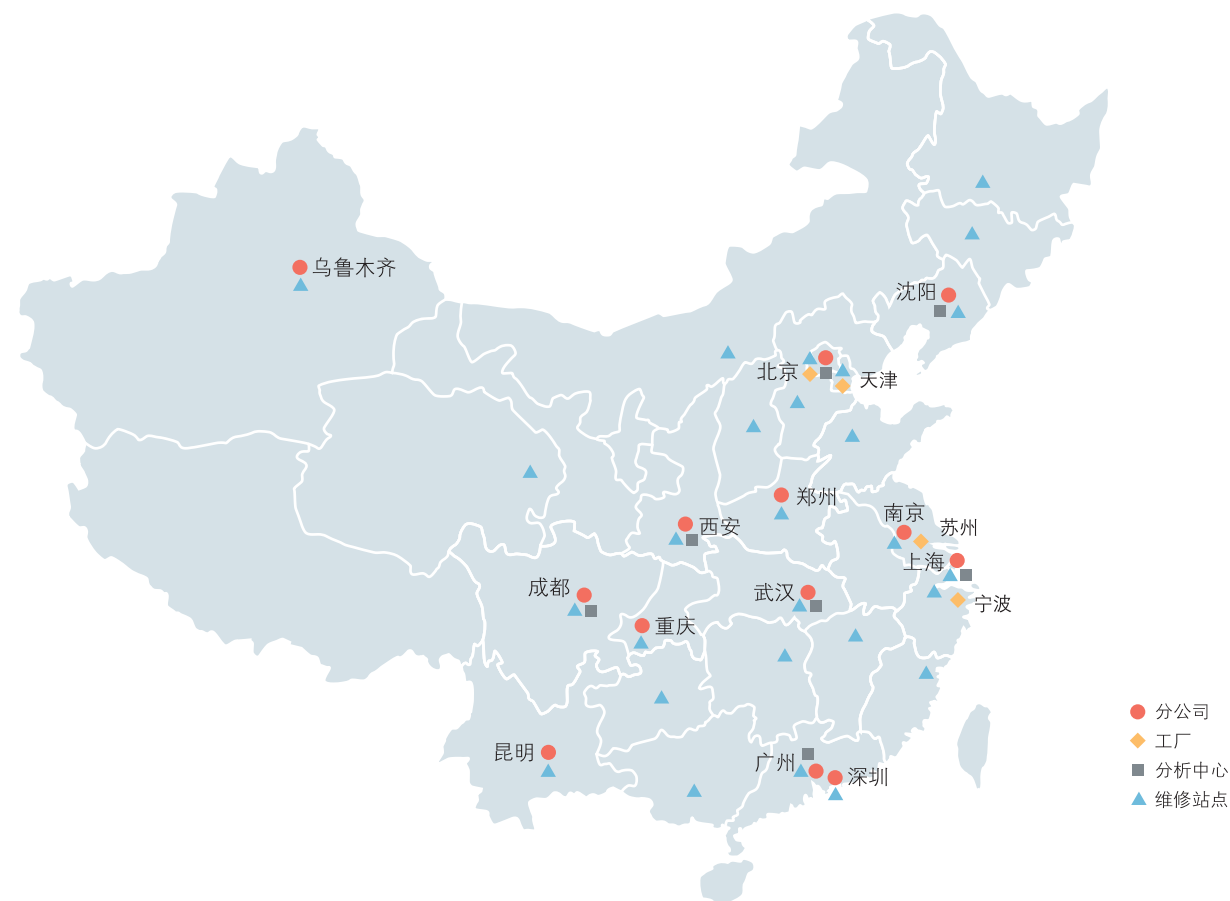 乌鲁木齐
沈阳
北京
天津
郑州
南京
苏州
西安
上海
成都
武汉
宁波
重庆
分公司
工厂
昆明
广州
深圳
分析中心
维修站点